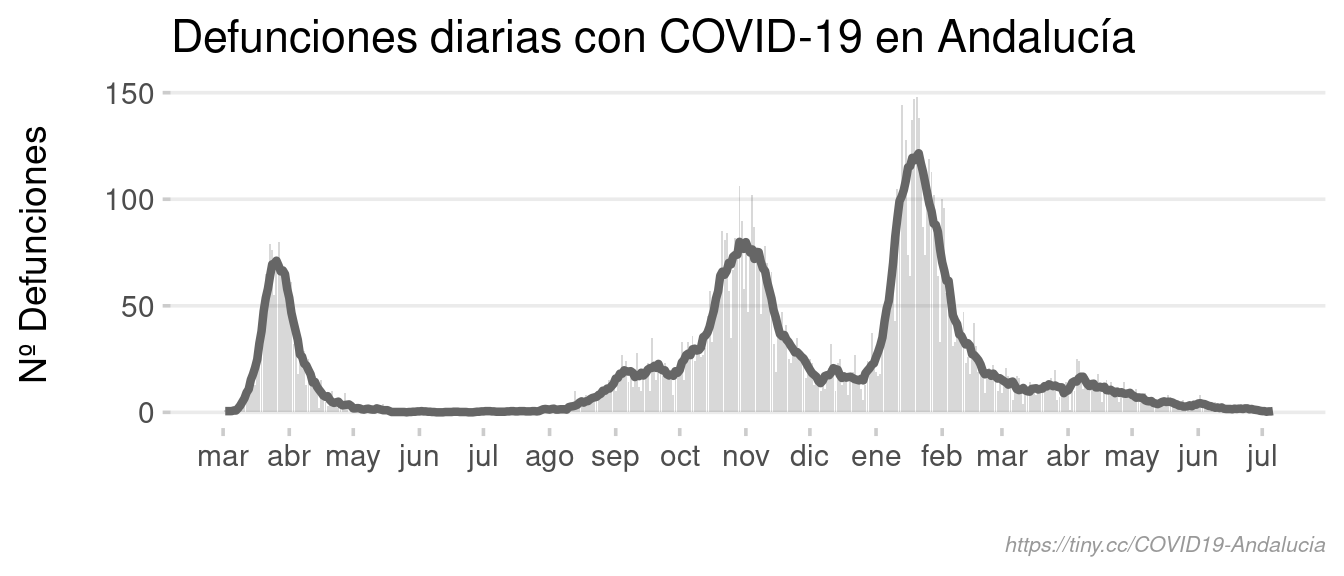 Defunciones diarias con COVID-19 en Andalucía
Nº Defunciones
150
100
50
0
mar abr may jun jul ago sep oct nov dic ene feb mar abr may jun jul
https://tiny.cc/COVID19-Andalucia